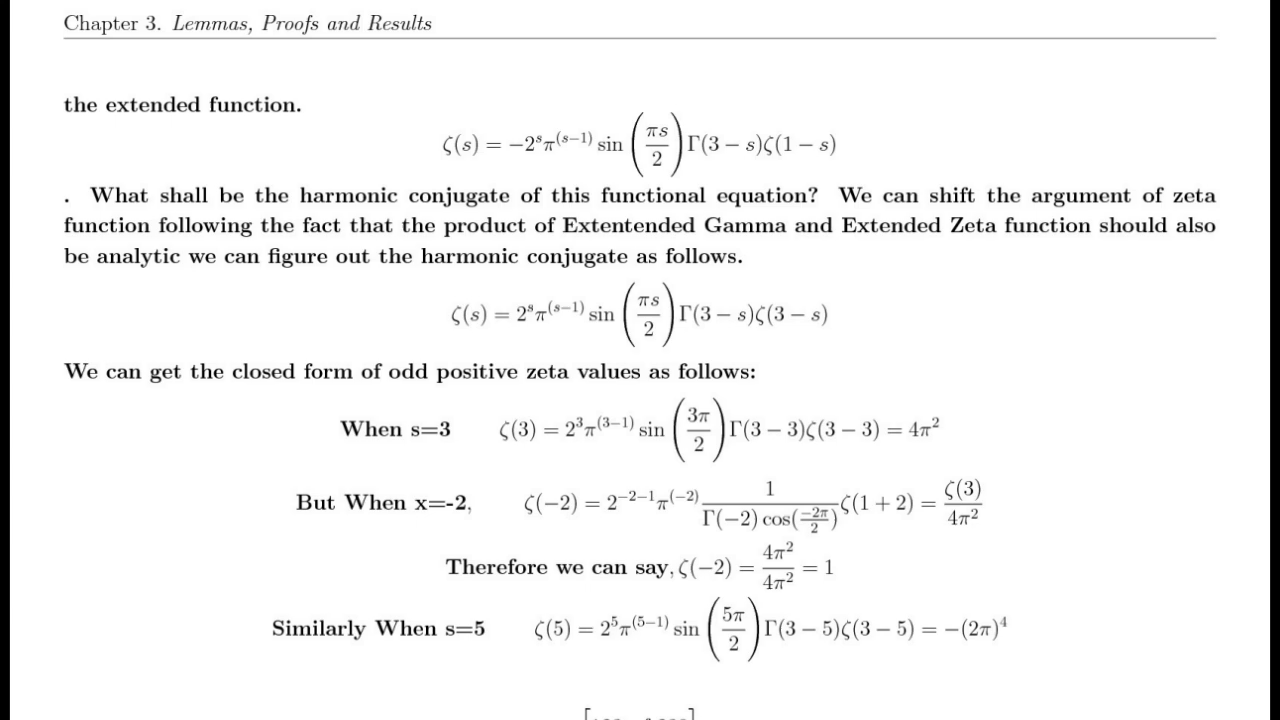 Chapter 3. Lemmas, Proofs and Results
the extended function.
ζ(s) = −2^s π^(s−1) sin (πs/2) Γ(3 − s)ζ(1 − s)
. What shall be the harmonic conjugate of this functional equation? We can shift the argument of zeta
function following the fact that the product of Extentended Gamma and Extended Zeta function should also
be analytic we can figure out the harmonic conjugate as follows.
ζ(s) = 2^s π^(s−1) sin (πs/2) Γ(3 − s)ζ(3 − s)
We can get the closed form of odd positive zeta values as follows:
When s=3 ζ(3) = 2^3 π^(3−1) sin (3π/2) Γ(3 − 3)ζ(3 − 3) = 4π^2
But When x=-2, ζ(−2) = 2^−2−1 π^(−2) 1/(Γ(−2) cos(−2π/2)) ζ(1 + 2) = ζ(3)/4π^2
Therefore we can say, ζ(−2) = 4π^2/4π^2 = 1
Similarly When s=5 ζ(5) = 2^5 π^(5−1) sin (5π/2) Γ(3 − 5)ζ(3 − 5) = −(2π)^4